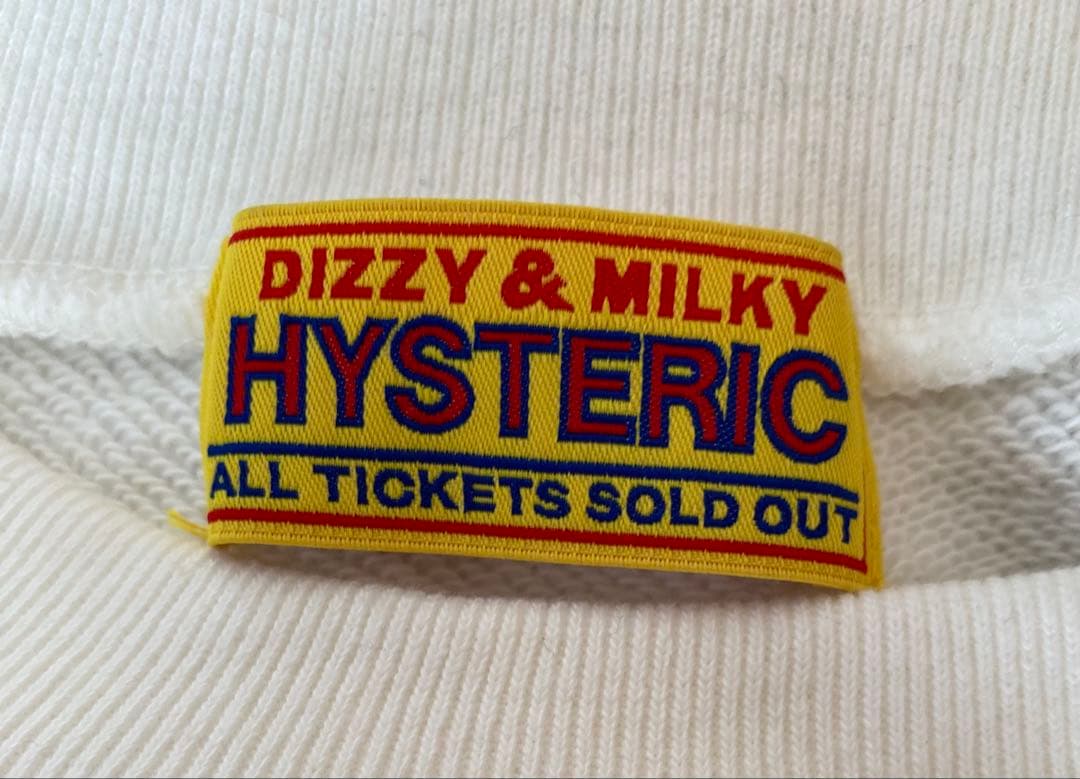 DIZZY & MILKY
HYSTERIC
ALL TICKETS SOLD OUT